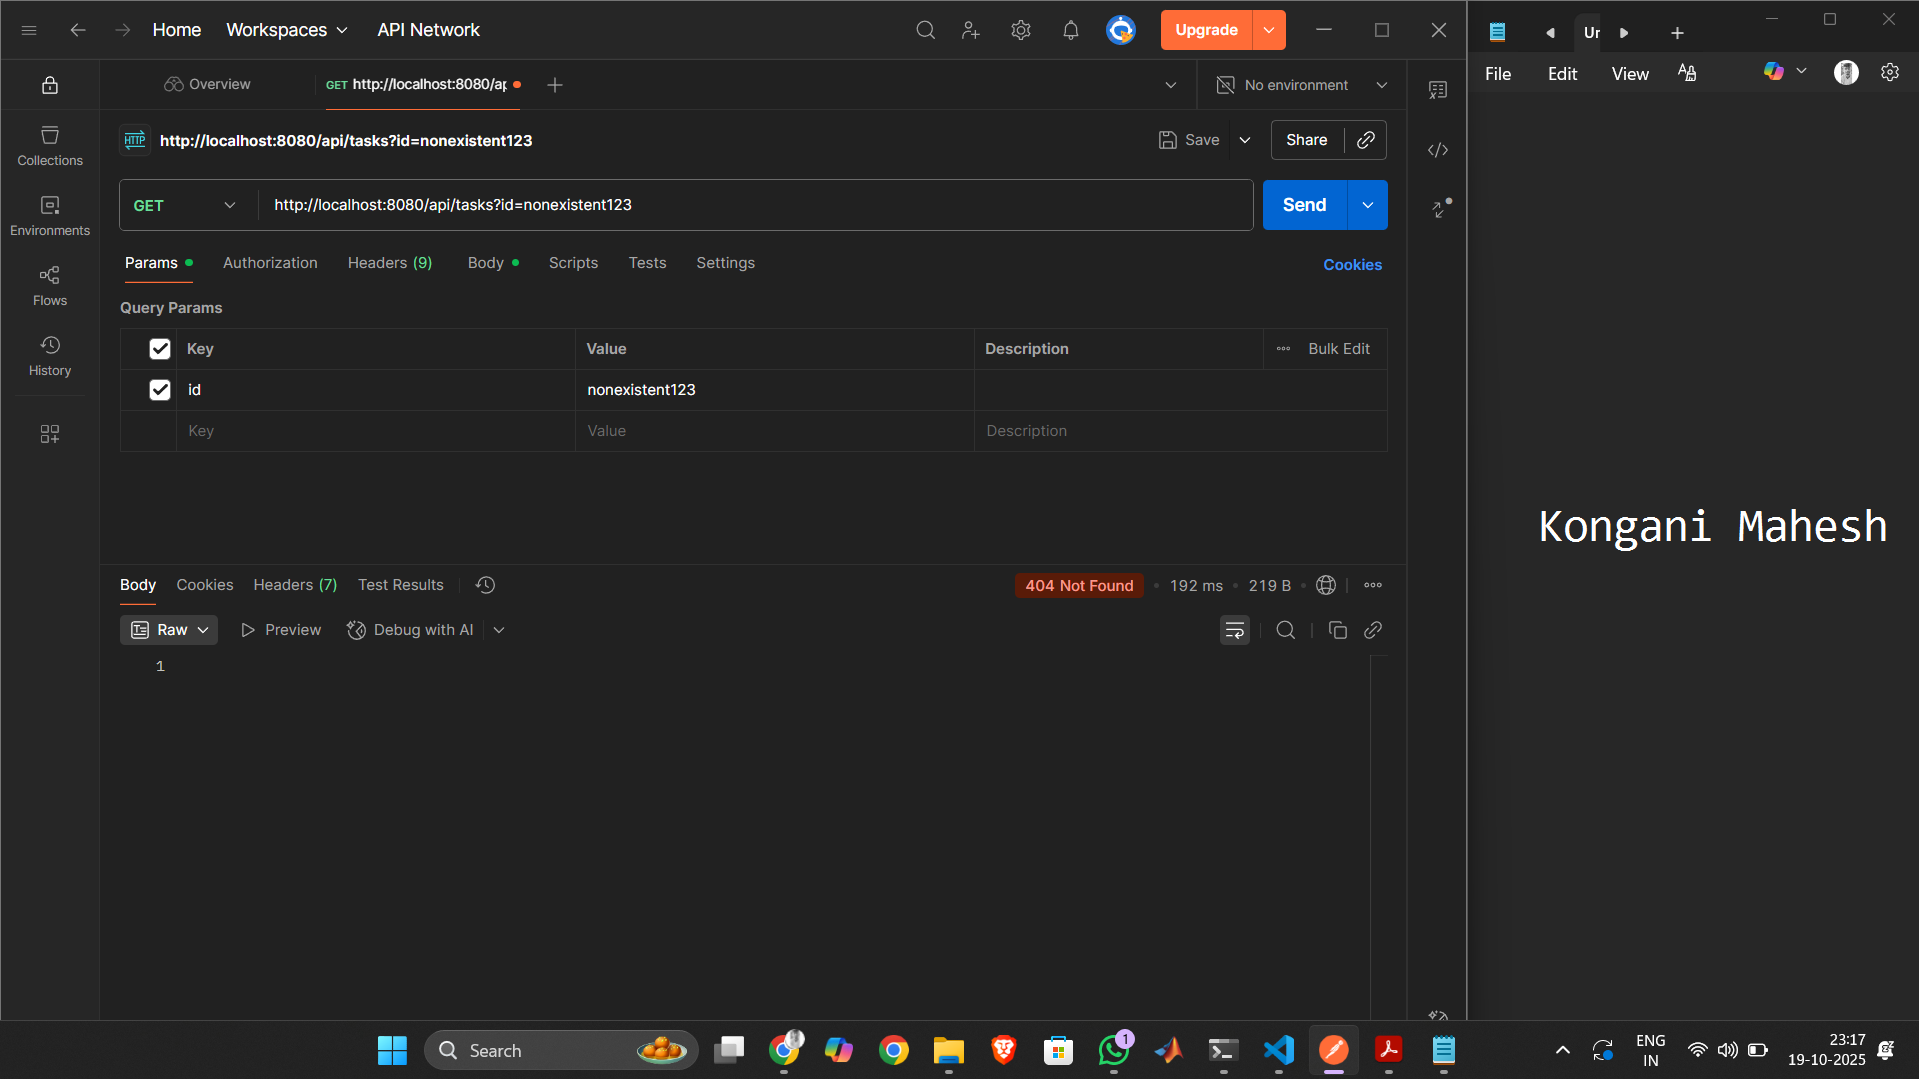 Home Workspaces API Network Upgrade
Overview GET http://localhost:8080/ap No environment
http://localhost:8080/api/tasks?id=nonexistent123 Save Share
GET http://localhost:8080/api/tasks?id=nonexistent123 Send
Params Authorization Headers (9) Body Scripts Tests Settings Cookies
Query Params
Key Value Description Bulk Edit
id nonexistent123
Key Value Description
Collections
Environments
Flows
History
Body Cookies Headers (7) Test Results 404 Not Found 192 ms 219 B
Raw Preview Debug with AI
1
Ur
File Edit View
Kongani Mahesh
Search 1 ENG IN 23:17
19-10-2025